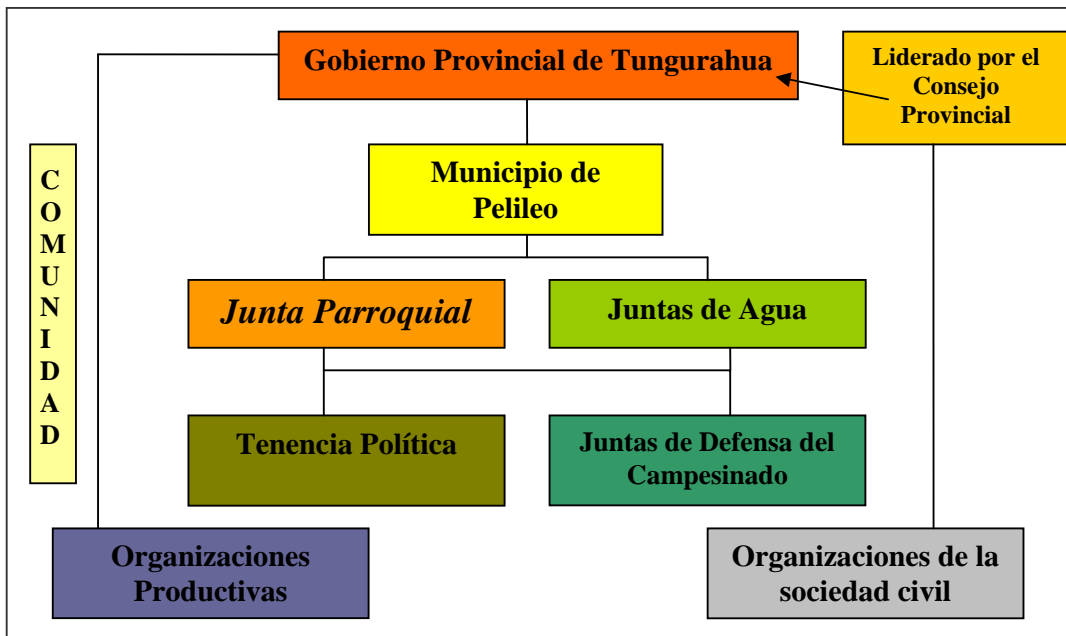 Gobierno Provincial de Tungurahua
Liderado por el
Consejo
Provincial
COMUNIDAD
Municipio de
Pelileo
Junta Parroquial
Juntas de Agua
Tenencia Política
Juntas de Defensa del
Campesinado
Organizaciones
Productivas
Organizaciones de la
sociedad civil